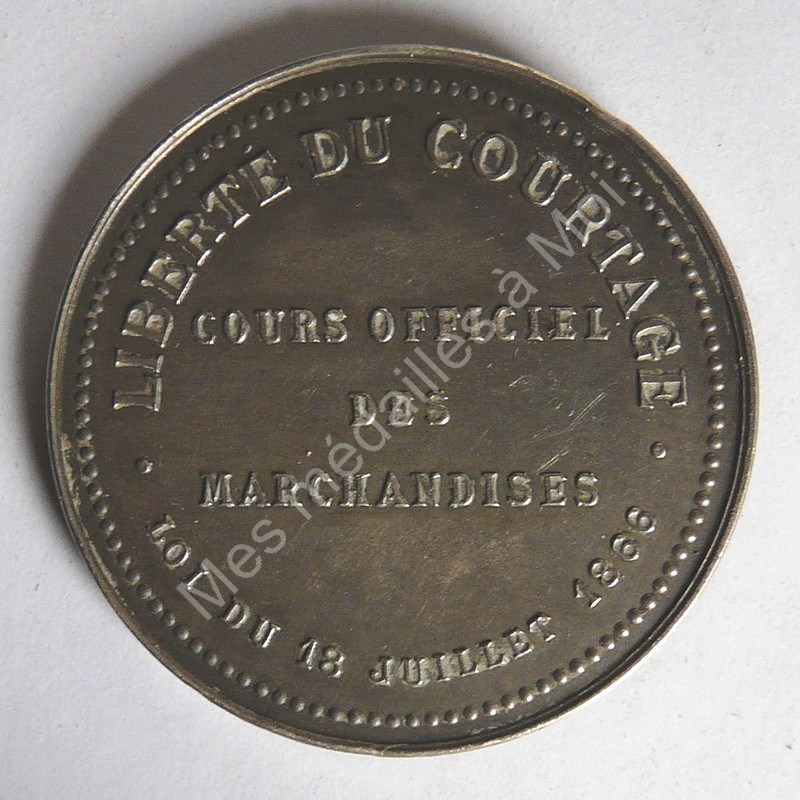 LIBERTÉ DU COURTAGE
COURS OFFICIEL
DES
MARCHANDISES
LOI DU 18 JUILLET 1866
Mes médailles à Moi